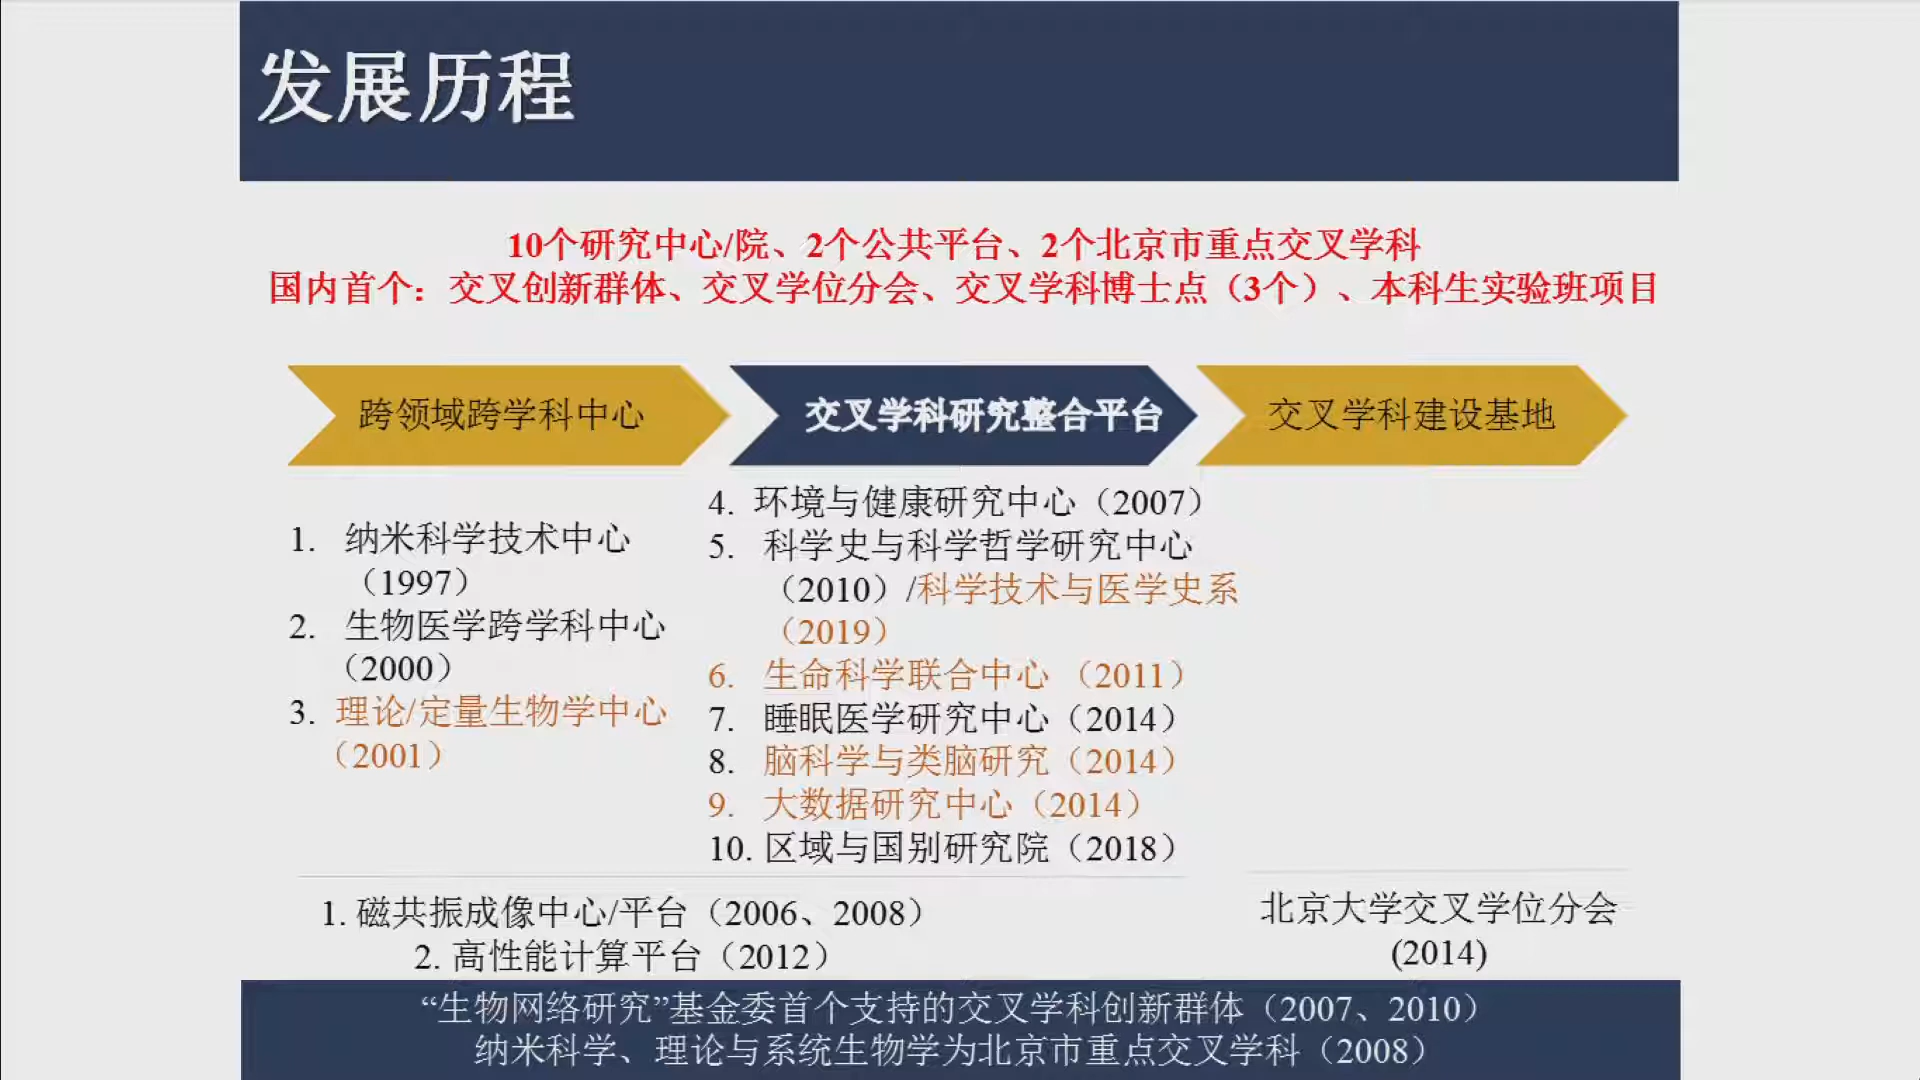 发展历程
10个研究中心/院、2个公共平台、2个北京市重点交叉学科
国内首个：交叉创新群体、交叉学位分会、交叉学科博士点（3个）、本科生实验班项目
跨领域跨学科中心
交叉学科研究整合平台
交叉学科建设基地
1. 纳米科学技术中心
（1997）
2. 生物医学跨学科中心
（2000）
3. 理论/定量生物学中心
（2001）
4. 环境与健康研究中心（2007）
5. 科学史与科学哲学研究中心
（2010）/科学技术与医学史系
（2019）
6. 生命科学联合中心 （2011）
7. 睡眠医学研究中心（2014）
8. 脑科学与类脑研究（2014）
9. 大数据研究中心（2014）
10. 区域与国别研究院（2018）
1. 磁共振成像中心/平台（2006、2008）
2. 高性能计算平台（2012）
北京大学交叉学位分会
(2014)
“生物网络研究”基金委首个支持的交叉学科创新群体（2007、2010）
纳米科学、理论与系统生物学为北京市重点交叉学科（2008）